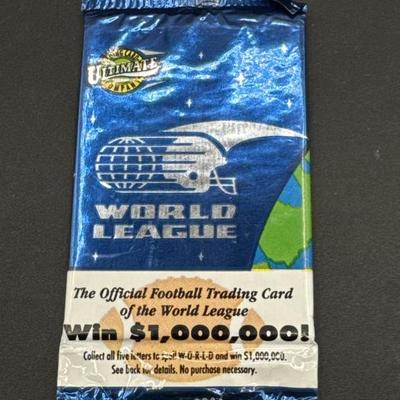 ULTIMATE
COMPANY
WORLD
LEAGUE
The Official Football Trading Card
of the World League
Win $1,000,000!
Collect all five letters to spell W-O-R-L-D and win $1,000,000.
See back for details. No purchase necessary.